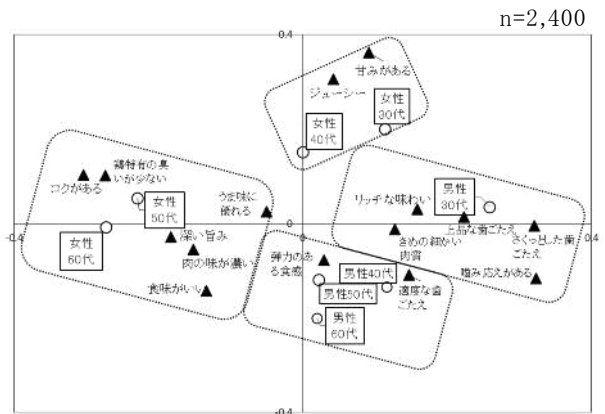 n=2,400
0.4
甘みがある
ジューシー
女性
30代
女性
40代
鶏特有の臭
いが少ない
コクがある
女性
50代
うま味に
優れる
男性
30代
リッチな味わい
-0.4
0
0.4
女性
60代
深い旨み
肉の味が濃い
食味がいい
きめの細かい
肉質
上品な歯ごたえ
さくっとした歯
ごたえ
弾力のあ
る食感
男性40代
噛み応えがある
男性50代
適度な歯
ごたえ
男性
60代
-0.4